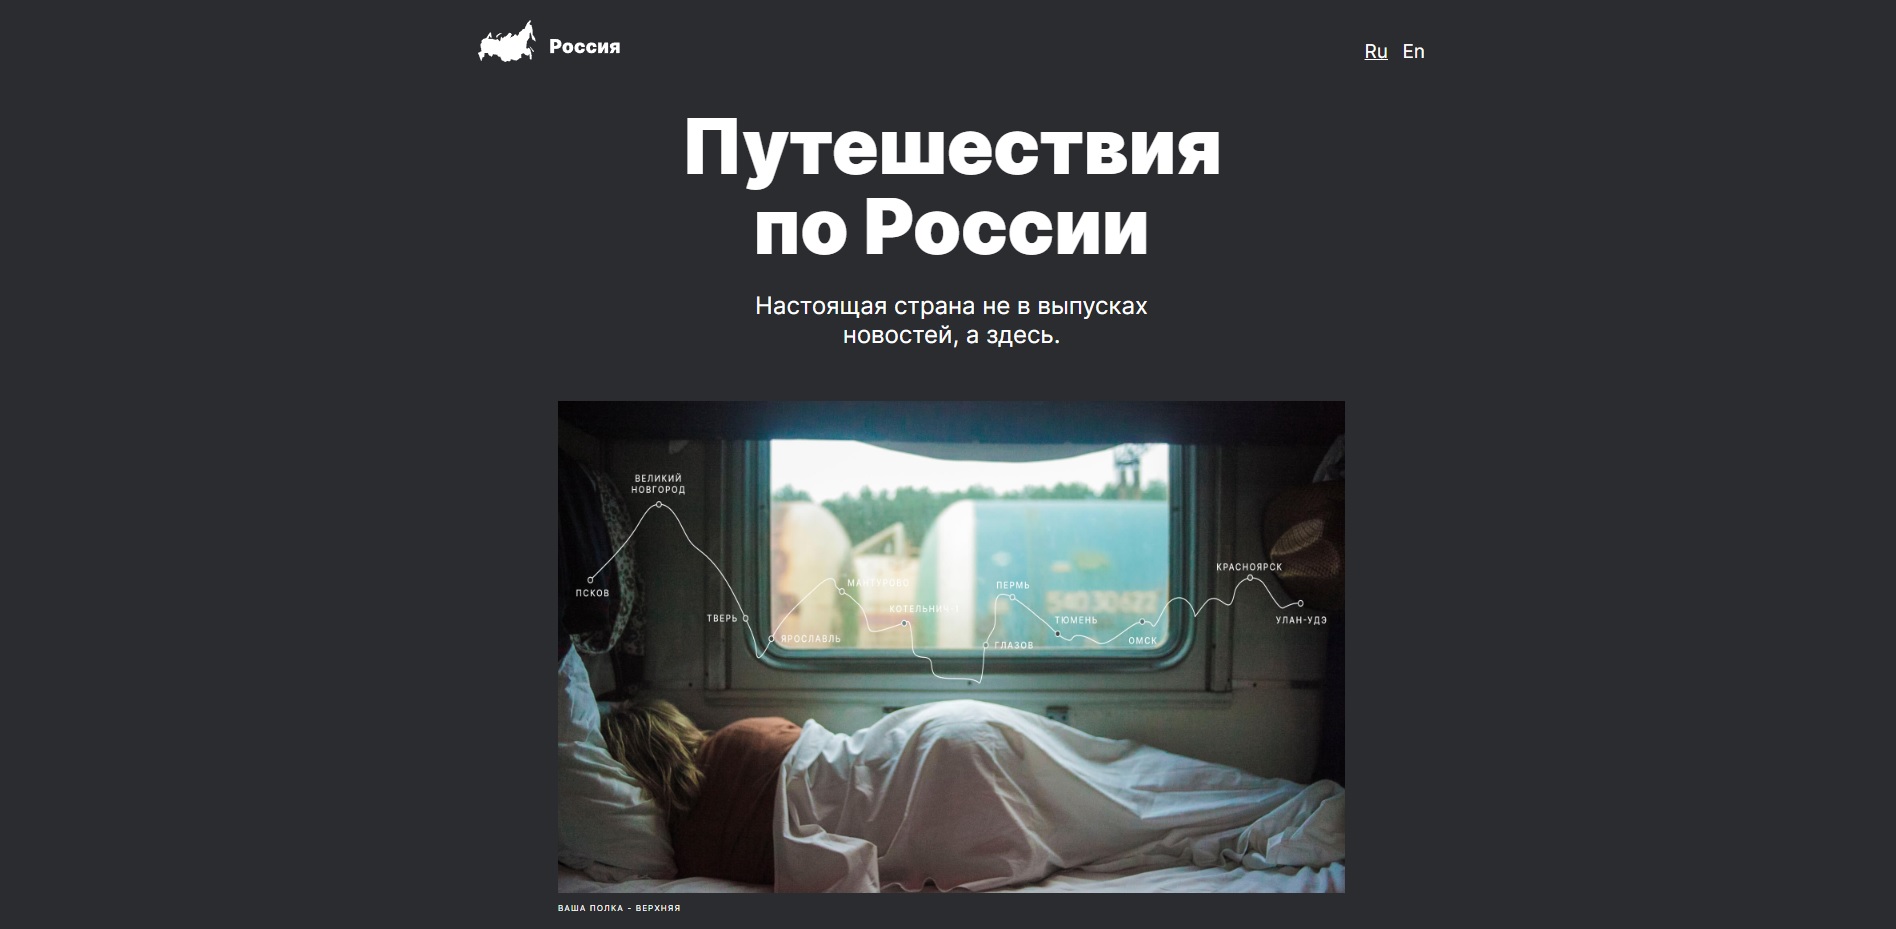 Россия
Ru En
Путешествия
по России
Настоящая страна не в выпусках
новостей, а здесь.
ВЕЛИКИЙ
НОВГОРОД
ПСКОВ
ТВЕРЬ
ЯРОСЛАВЛЬ
МАНТУРОВО
КОТЕЛЬНИЧ-1
ПЕРМЬ
ГЛАЗОВ
ТЮМЕНЬ
ОМСК
КРАСНОЯРСК
УЛАН-УДЭ
ВАША ПОЛКА - ВЕРХНЯЯ